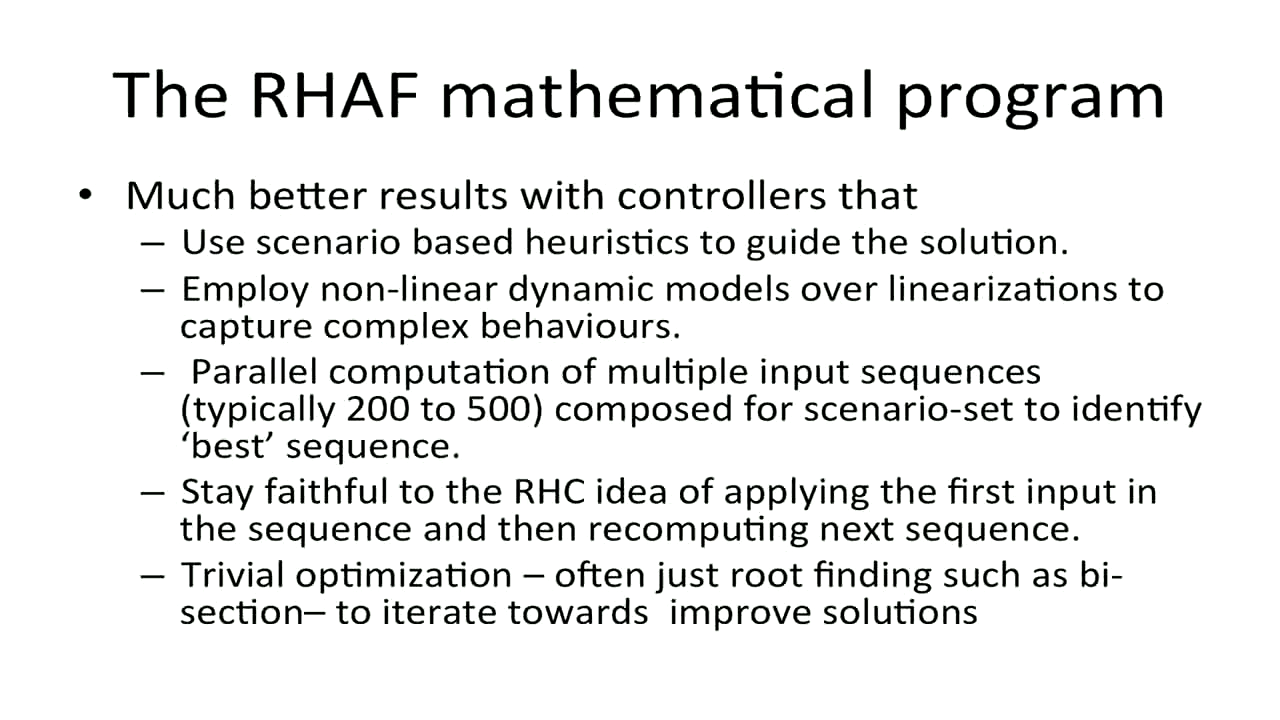 The RHAF mathematical program
• Much better results with controllers that
– Use scenario based heuristics to guide the solution.
– Employ non-linear dynamic models over linearizations to
capture complex behaviours.
– Parallel computation of multiple input sequences
(typically 200 to 500) composed for scenario-set to identify
‘best’ sequence.
– Stay faithful to the RHC idea of applying the first input in
the sequence and then recomputing next sequence.
– Trivial optimization – often just root finding such as bi-
section– to iterate towards  improve solutions